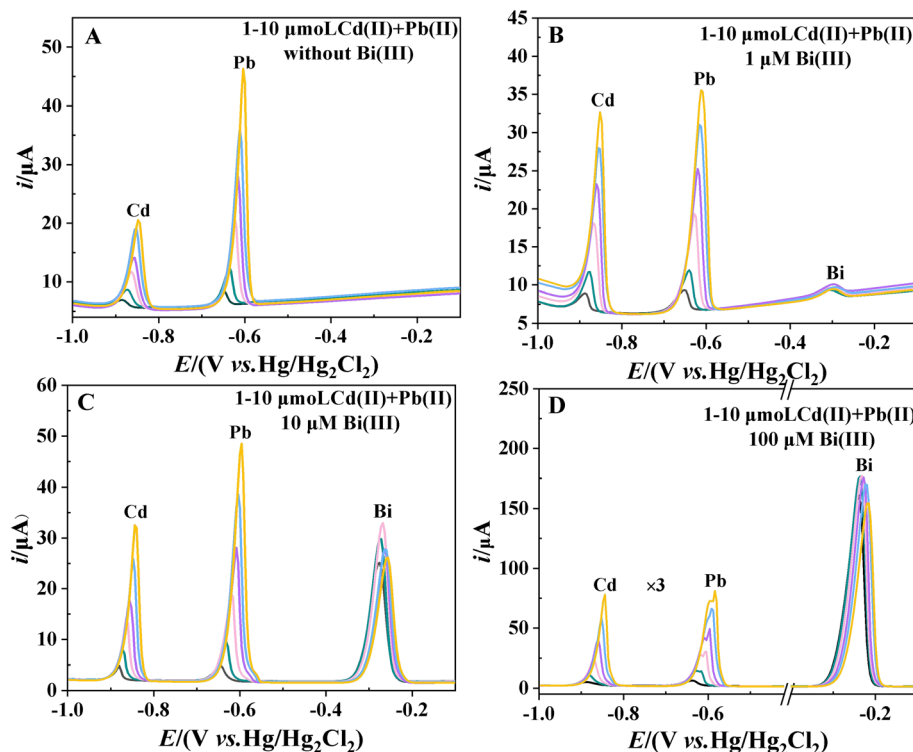 A
1-10 μmoLCd(II)+Pb(II)
without Bi(III)
Pb
Cd
50
40
30
20
10
i/μA
-1.0 -0.8 -0.6 -0.4 -0.2
E/(V vs.Hg/Hg₂Cl₂)
B
1-10 μmoLCd(II)+Pb(II)
1 μM Bi(III)
Cd
Pb
Bi
45
40
35
30
25
20
15
10
5
i/μA
-1.0 -0.8 -0.6 -0.4 -0.2
E/(V vs.Hg/Hg₂Cl₂)
C
1-10 μmoLCd(II)+Pb(II)
10 μM Bi(III)
Pb
Cd
Bi
60
50
40
30
20
10
0
i/μA)
-1.0 -0.8 -0.6 -0.4 -0.2
E/(V vs.Hg/Hg₂Cl₂)
D
1-10 μmoLCd(II)+Pb(II)
100 μM Bi(III)
Bi
Cd
×3
Pb
250
200
150
100
50
0
i/μA
-1.0 -0.8 -0.6 -0.2
E/(V vs.Hg/Hg₂Cl₂)